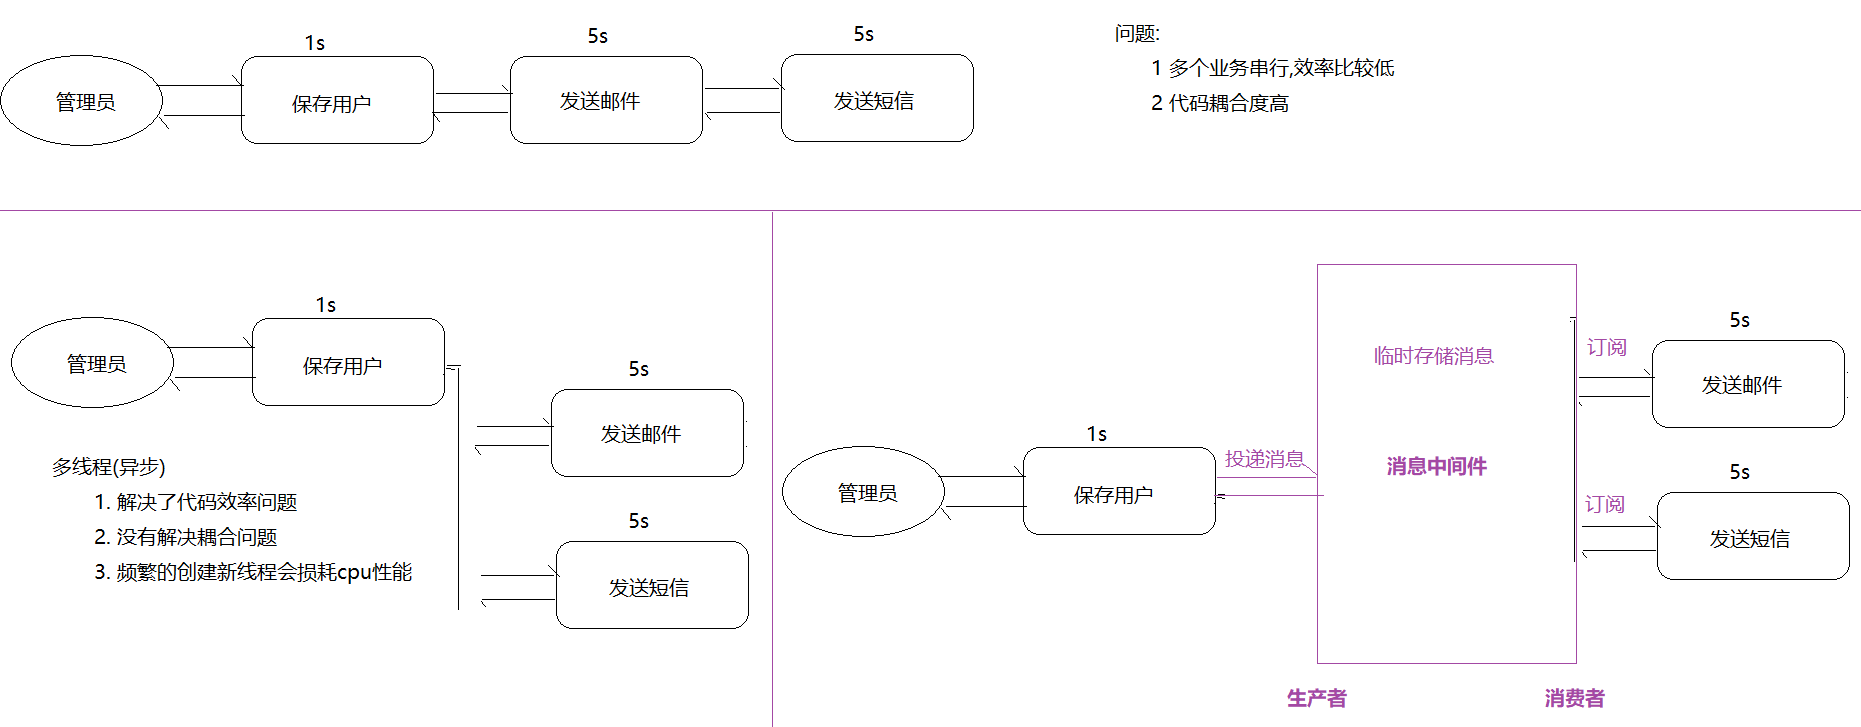 1s
5s
5s
管理员
保存用户
发送邮件
发送短信
问题:
1 多个业务串行,效率比较低
2 代码耦合度高
1s
管理员
保存用户
5s
发送邮件
5s
发送短信
多线程(异步)
1. 解决了代码效率问题
2. 没有解决耦合问题
3. 频繁的创建新线程会损耗cpu性能
1s
管理员
保存用户
投递消息
临时存储消息
消息中间件
订阅
5s
发送邮件
订阅
5s
发送短信
生产者
消费者